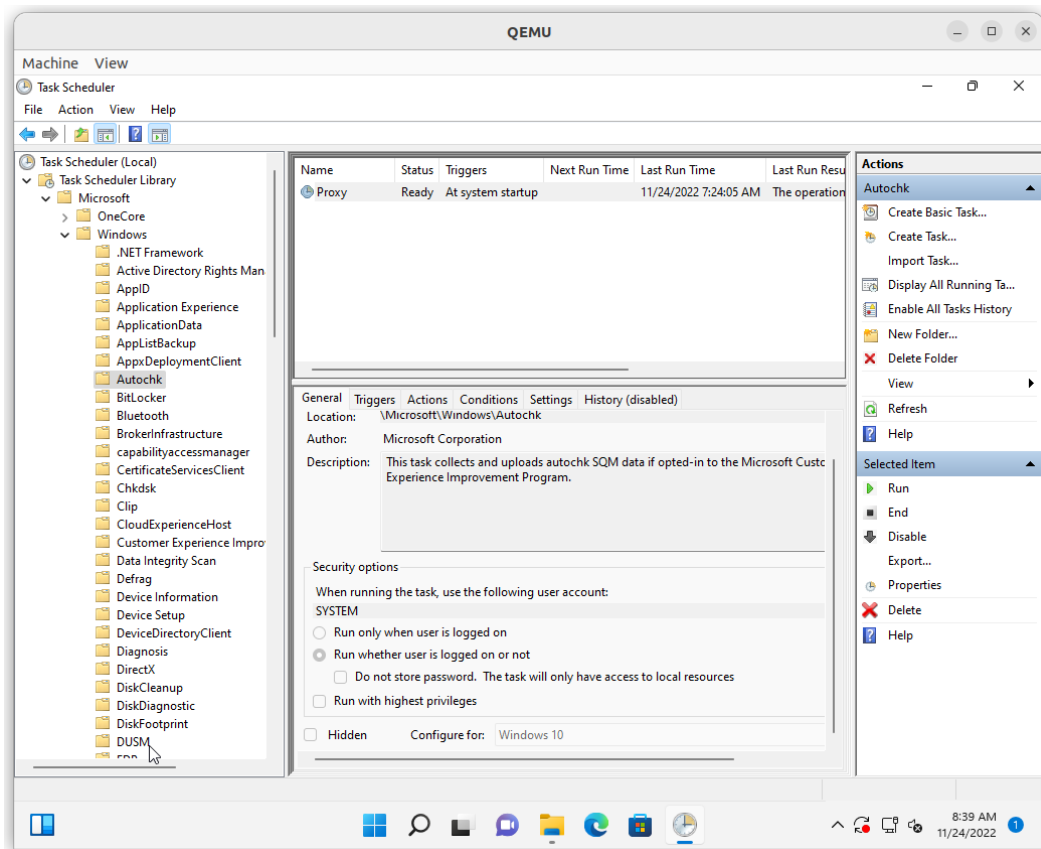 QEMU
Machine View
Task Scheduler
File Action View Help
Task Scheduler (Local)
Task Scheduler Library
Microsoft
OneCore
Windows
.NET Framework
Active Directory Rights Man
AppID
Application Experience
ApplicationData
AppListBackup
AppxDeploymentClient
Autochk
BitLocker
Bluetooth
BrokerInfrastructure
capabilityaccessmanager
CertificateServicesClient
Chkdsk
Clip
CloudExperienceHost
Customer Experience Impro
Data Integrity Scan
Defrag
Device Information
Device Setup
DeviceDirectoryClient
Diagnosis
DirectX
DiskCleanup
DiskDiagnostic
DiskFootprint
DUSM
Name Status Triggers Next Run Time Last Run Time Last Run Resu
Proxy Ready At system startup 11/24/2022 7:24:05 AM The operation
General Triggers Actions Conditions Settings History (disabled)
Location: \Microsoft\Windows\Autochk
Author: Microsoft Corporation
Description: This task collects and uploads autochk SQM data if opted-in to the Microsoft Custo
Experience Improvement Program.
Security options
When running the task, use the following user account:
SYSTEM
Run only when user is logged on
Run whether user is logged on or not
Do not store password. The task will only have access to local resources
Run with highest privileges
Hidden Configure for: Windows 10
Actions
Autochk
Create Basic Task...
Create Task...
Import Task...
Display All Running Ta...
Enable All Tasks History
New Folder...
Delete Folder
View
Refresh
Help
Selected Item
Run
End
Disable
Export...
Properties
Delete
Help
8:39 AM
11/24/2022
1